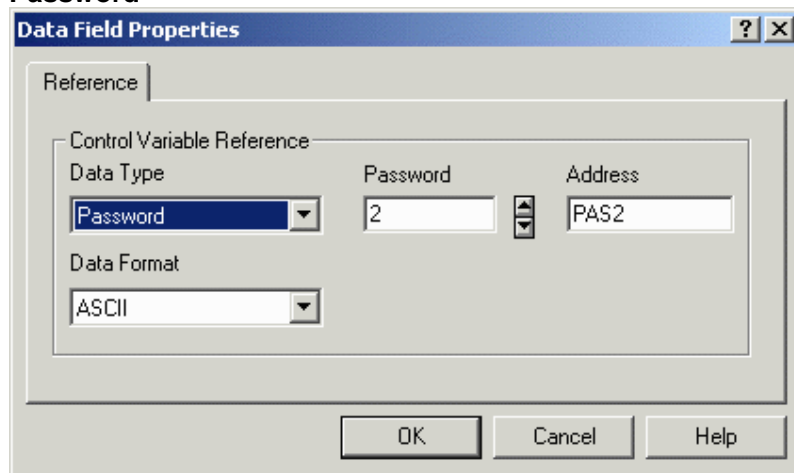 Password
Data Field Properties ? ×
Reference
Control Variable Reference
Data Type Password Address
Password 2 PAS2
Data Format
ASCII
OK Cancel Help